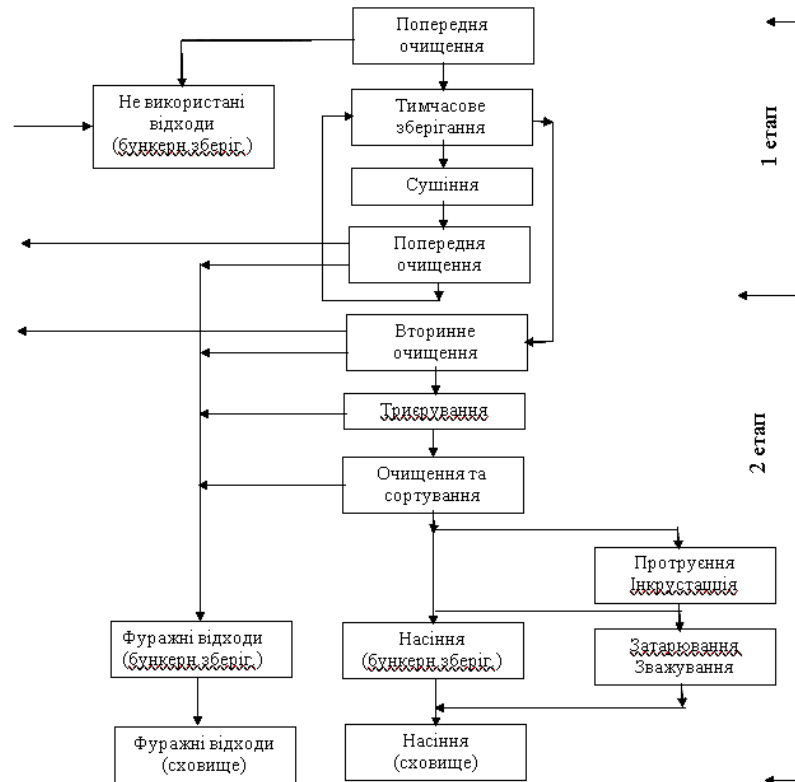 Попередня
очищення
Не використані
відходи
(бункерн.зберіг.)
Тимчасове
зберігання
1 етап
Сушіння
Попередня
очищення
Вторинне
очищення
Триєрування
2 етап
Очищення та
сортування
Протруєння
Інкрустацшія
Фуражні відходи
(бункерн.зберіг.)
Насіння
(бункерн.зберіг.)
Затарювання
Зважування
Фуражні відходи
(сховище)
Насіння
(сховище)